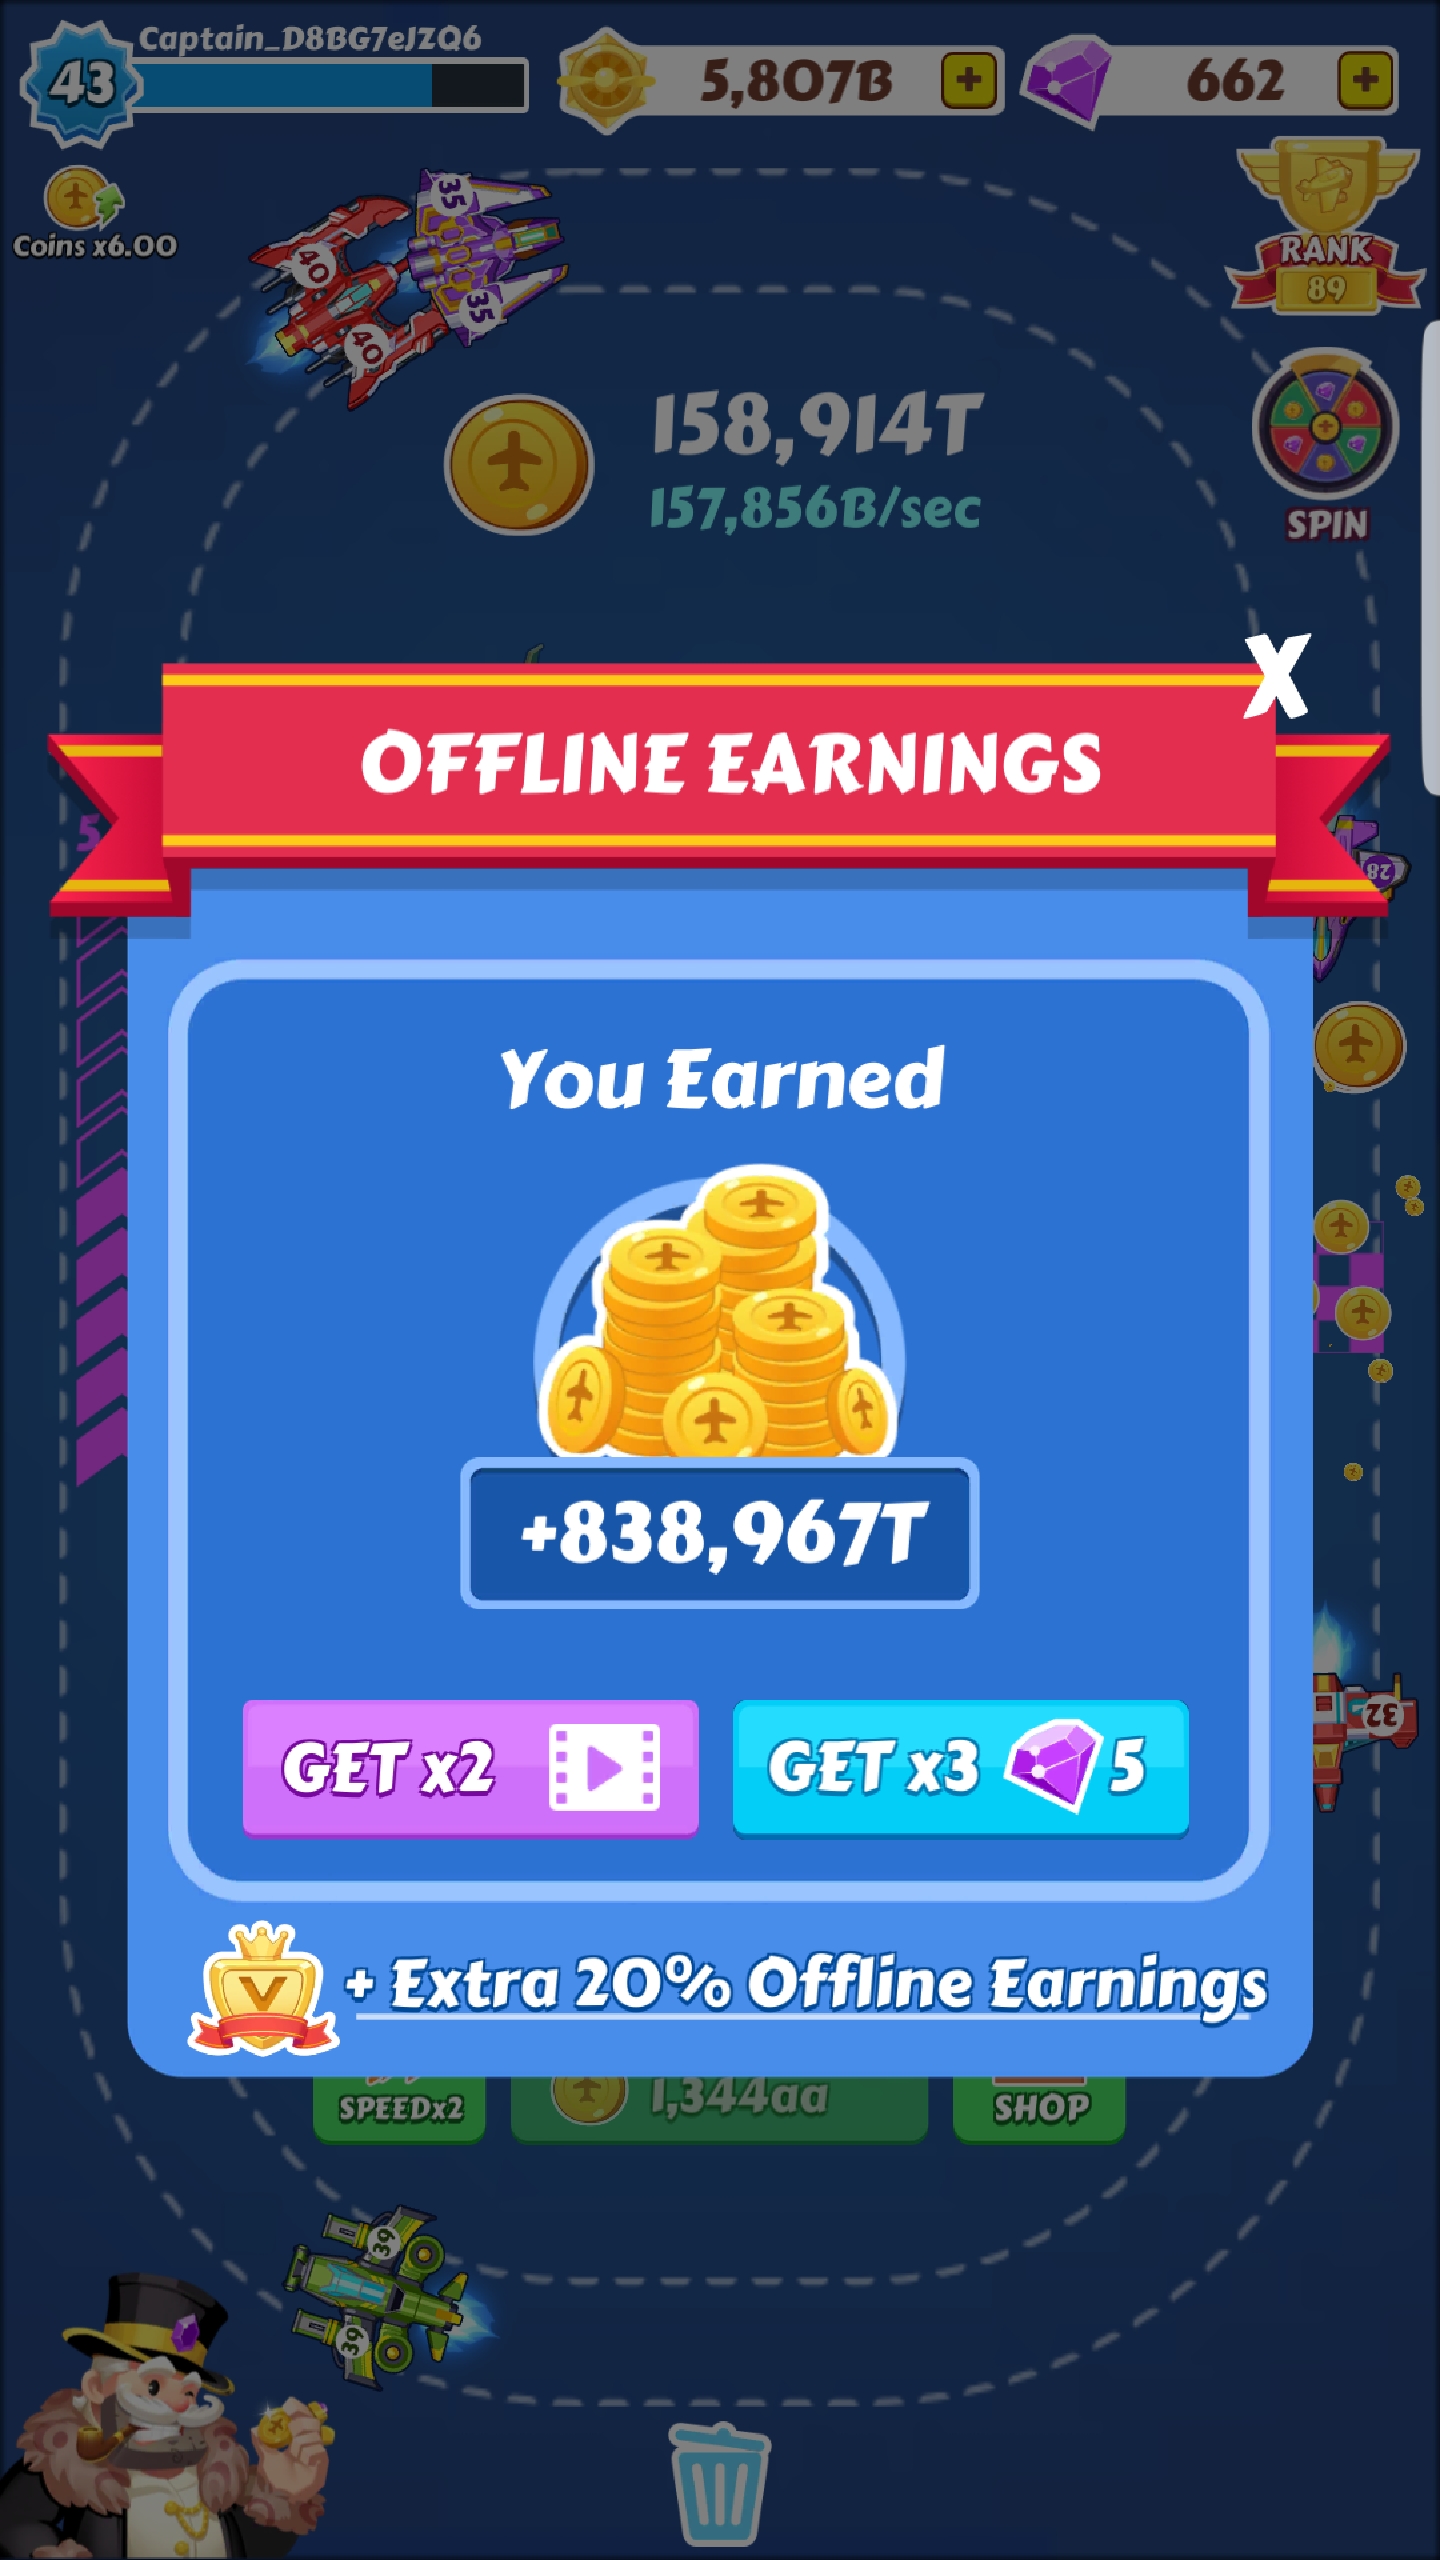 Captain_D8BG7eJZQ6
43
5,807B
662
Coins x6.00
RANK
89
35
35
40
40
158,914T
157,856B/sec
SPIN
X
OFFLINE EARNINGS
5
28
You Earned
+838,967T
32
GET x2
GET x3
5
V
+ Extra 20% Offline Earnings
SPEEDx2
1,344aa
SHOP
39
39